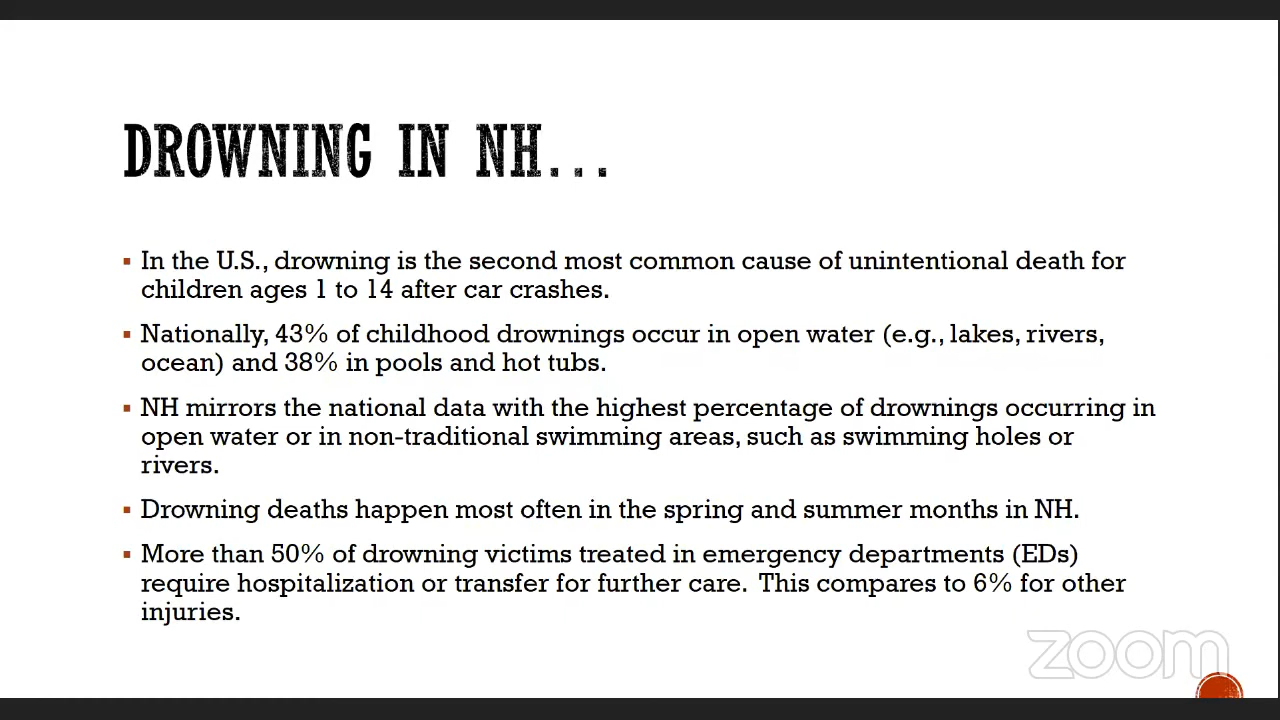 DROWNING IN NH...
▪ In the U.S., drowning is the second most common cause of unintentional death for
children ages 1 to 14 after car crashes.
▪ Nationally, 43% of childhood drownings occur in open water (e.g., lakes, rivers,
ocean) and 38% in pools and hot tubs.
▪ NH mirrors the national data with the highest percentage of drownings occurring in
open water or in non-traditional swimming areas, such as swimming holes or
rivers.
▪ Drowning deaths happen most often in the spring and summer months in NH.
▪ More than 50% of drowning victims treated in emergency departments (EDs)
require hospitalization or transfer for further care. This compares to 6% for other
injuries.
zoom